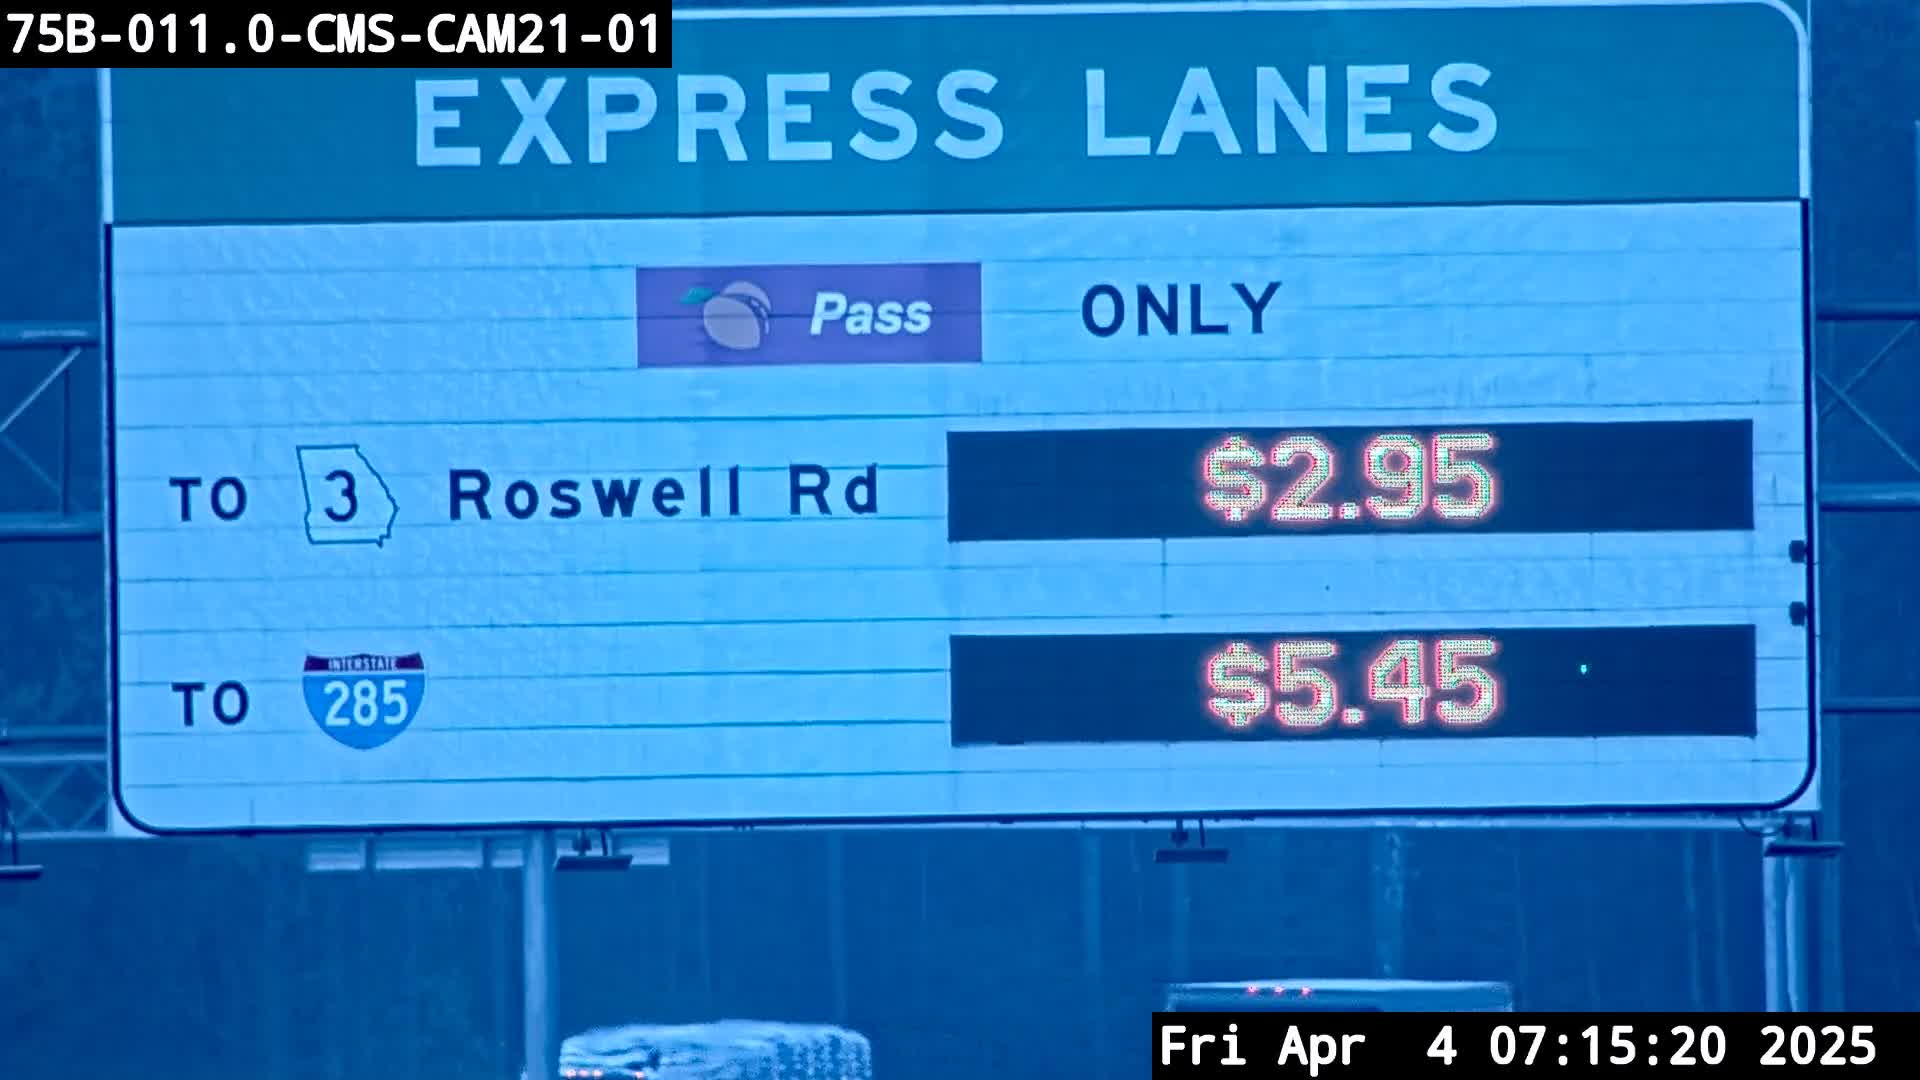 75B-011.0-CMS-CAM21-01
EXPRESS LANES
Pass ONLY
TO 3 Roswell Rd $2.95
TO INTERSTATE 285 $5.45
Fri Apr 4 07:15:20 2025